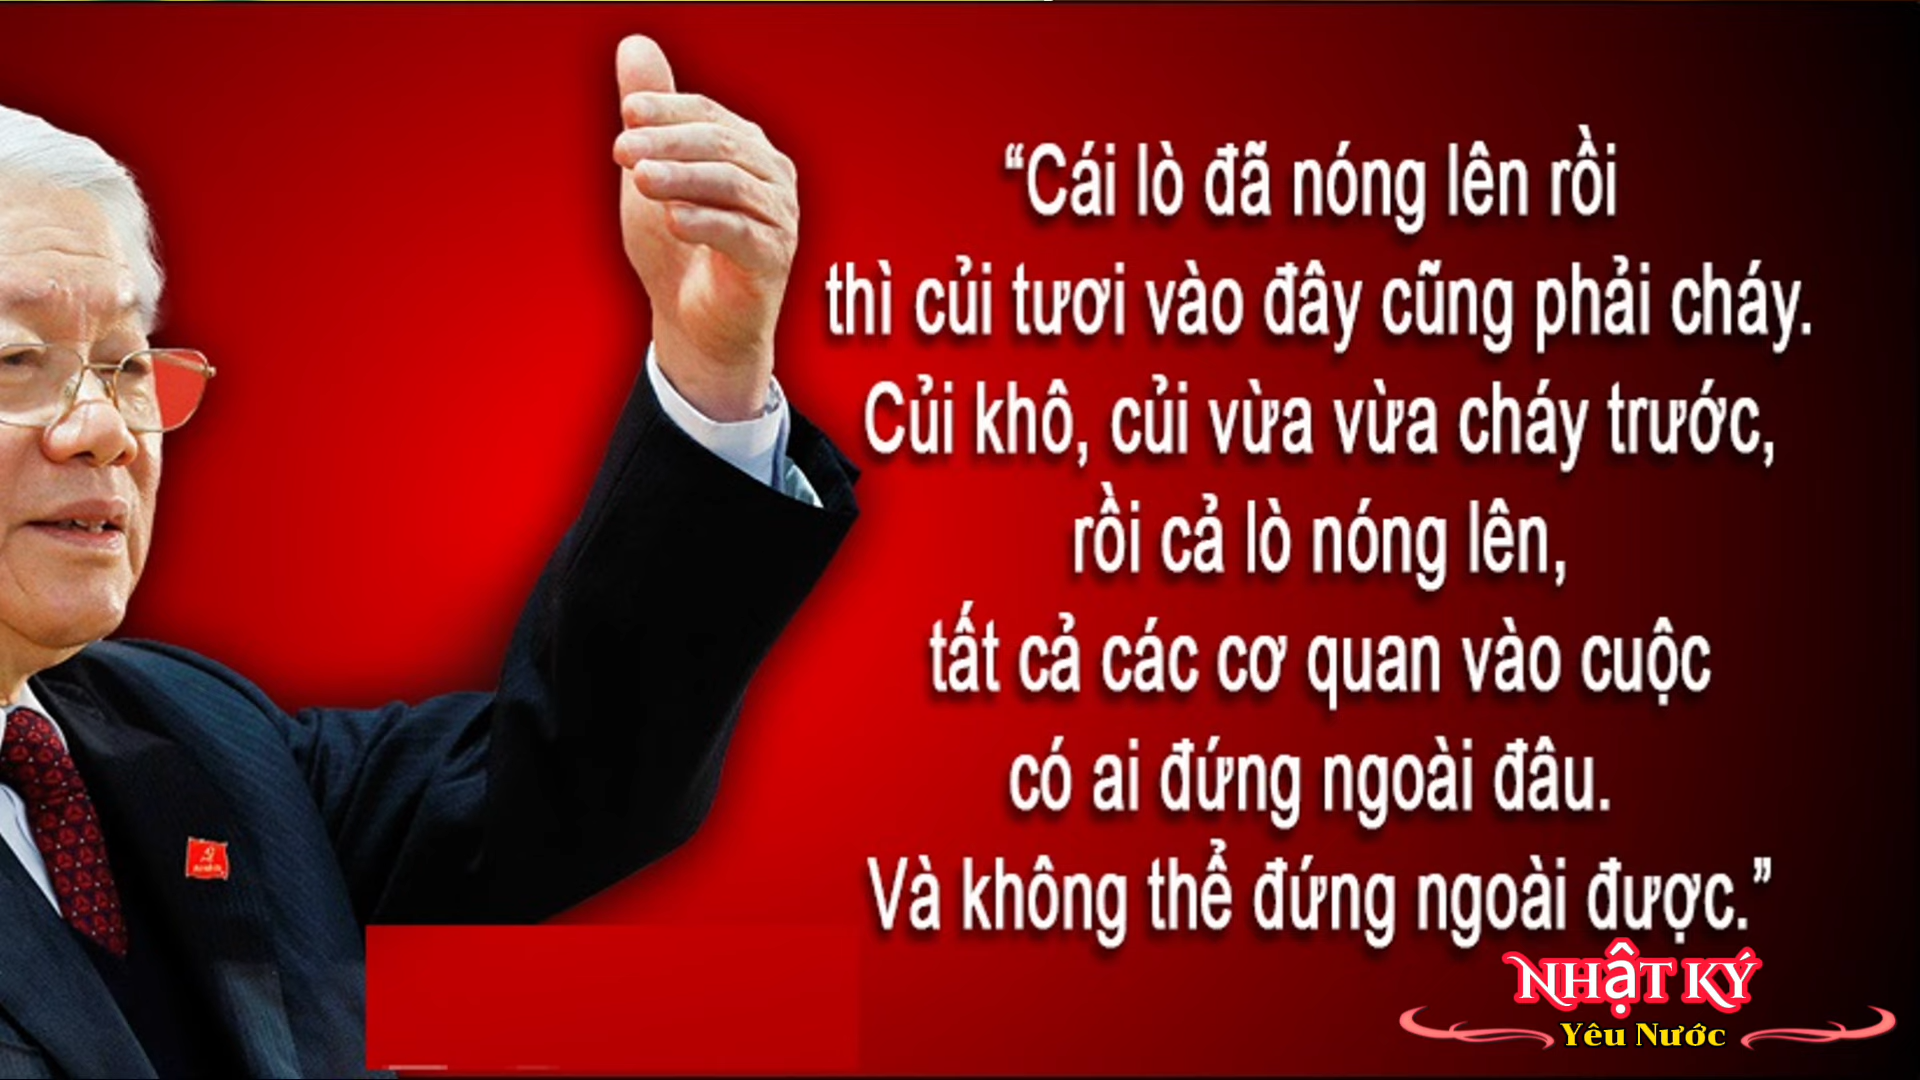 “Cái lò đã nóng lên rồi
thì củi tươi vào đây cũng phải cháy.
Củi khô, củi vừa vừa cháy trước,
rồi cả lò nóng lên,
tất cả các cơ quan vào cuộc
có ai đứng ngoài đâu.
Và không thể đứng ngoài được.”
NHẬT KÝ
Yêu Nước